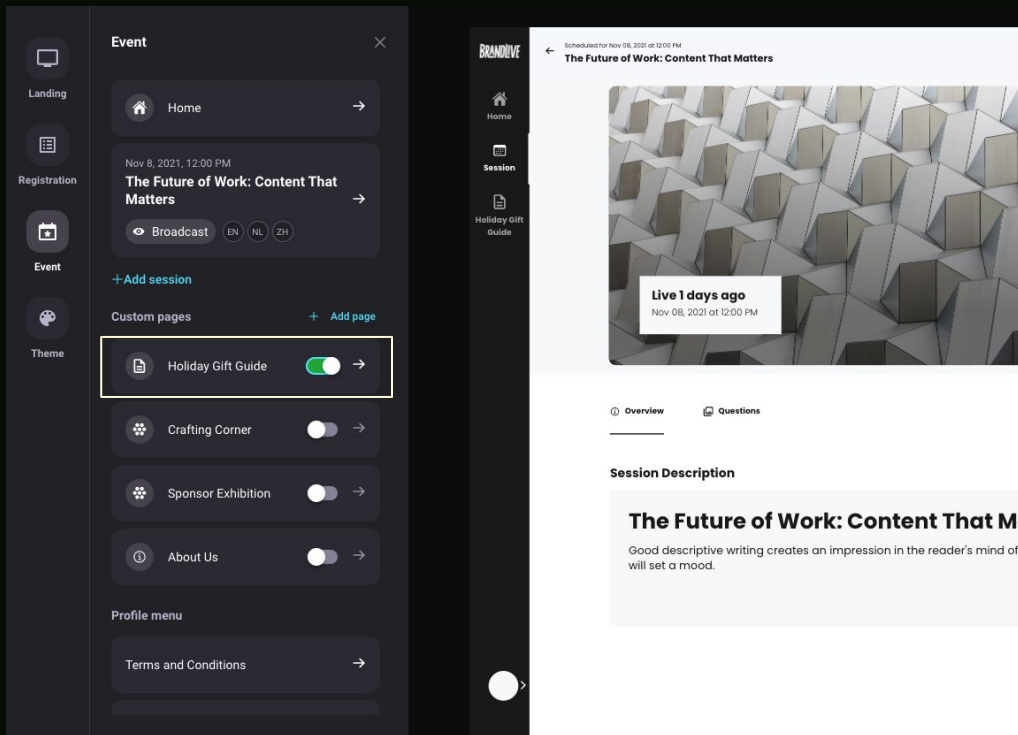 Landing
Registration
Event
Theme
Event
Home
Nov 8, 2021, 12:00 PM
The Future of Work: Content That
Matters
Broadcast EN NL ZH
+Add session
Custom pages + Add page
Holiday Gift Guide
Crafting Corner
Sponsor Exhibition
About Us
Profile menu
Terms and Conditions
BRANDLIVE
Home
Session
Holiday Gift
Guide
Scheduled for Nov 08, 2021 at 12:00 PM
The Future of Work: Content That Matters
Live 1 days ago
Nov 08, 2021 at 12:00 PM
Overview Questions
Session Description
The Future of Work: Content That M
Good descriptive writing creates an impression in the reader's mind of
will set a mood.